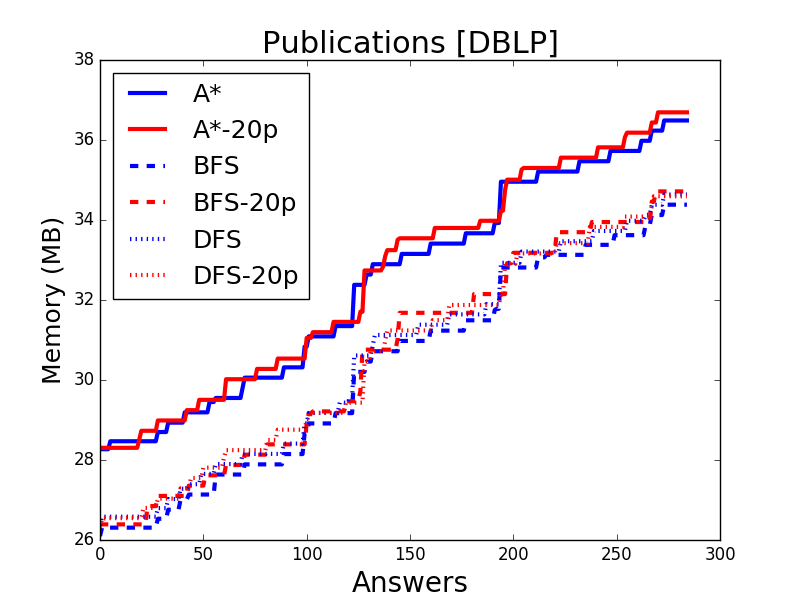 Publications [DBLP]
38
36
34
32
30
28
26
Memory (MB)
A*
A*-20p
BFS
BFS-20p
DFS
DFS-20p
0 50 100 150 200 250 300
Answers